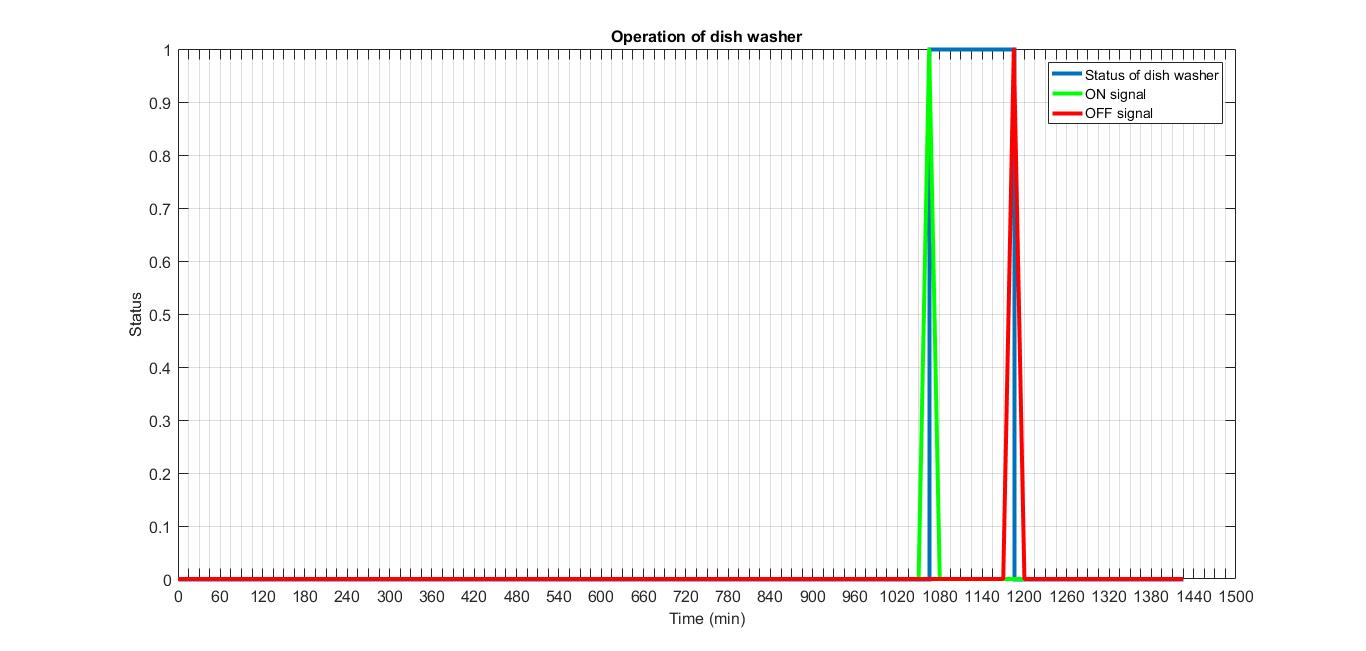 Operation of dish washer
Status of dish washer
ON signal
OFF signal
1
0.9
0.8
0.7
0.6
0.5
0.4
0.3
0.2
0.1
0
Status
0 60 120 180 240 300 360 420 480 540 600 660 720 780 840 900 960 1020 1080 1140 1200 1260 1320 1380 1440 1500
Time (min)